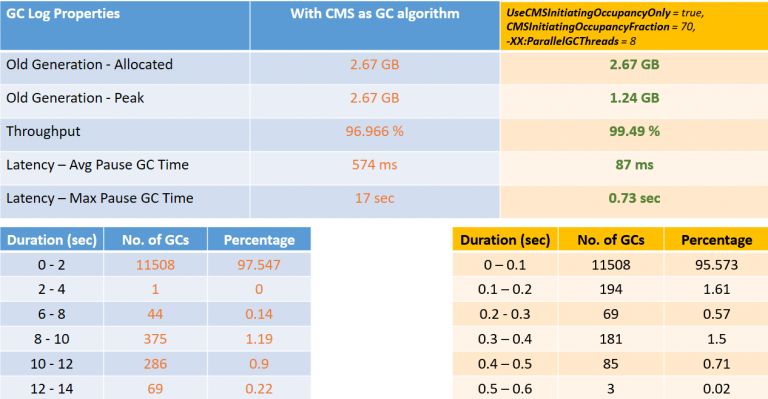 GC Log Properties With CMS as GC algorithm UseCMSInitiatingOccupancyOnly = true,
CMSInitiatingOccupancyFraction = 70,
-XX:ParallelGCThreads = 8
Old Generation - Allocated 2.67 GB 2.67 GB
Old Generation - Peak 2.67 GB 1.24 GB
Throughput 96.966 % 99.49 %
Latency – Avg Pause GC Time 574 ms 87 ms
Latency – Max Pause GC Time 17 sec 0.73 sec
Duration (sec) No. of GCs Percentage
0 - 2 11508 97.547
2 - 4 1 0
6 - 8 44 0.14
8 - 10 375 1.19
10 - 12 286 0.9
12 - 14 69 0.22
Duration (sec) No. of GCs Percentage
0 – 0.1 11508 95.573
0.1 – 0.2 194 1.61
0.2 - 0.3 69 0.57
0.3 – 0.4 181 1.5
0.4 – 0.5 85 0.71
0.5 – 0.6 3 0.02